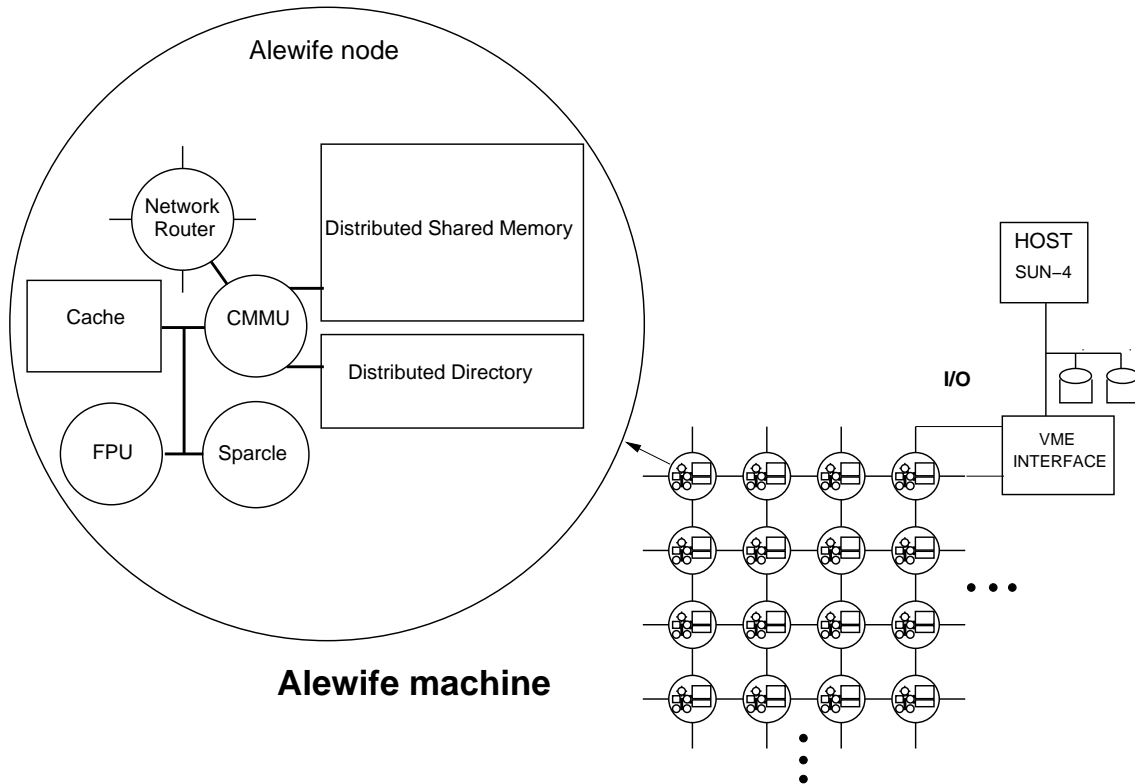 Alewife node
Network
Router
Distributed Shared Memory
HOST
SUN−4
Cache
CMMU
Distributed Directory
I/O
VME
INTERFACE
FPU
Sparcle
Alewife machine